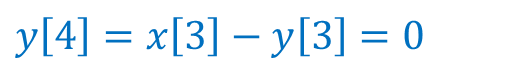 y[4] = x[3] − y[3] = 0